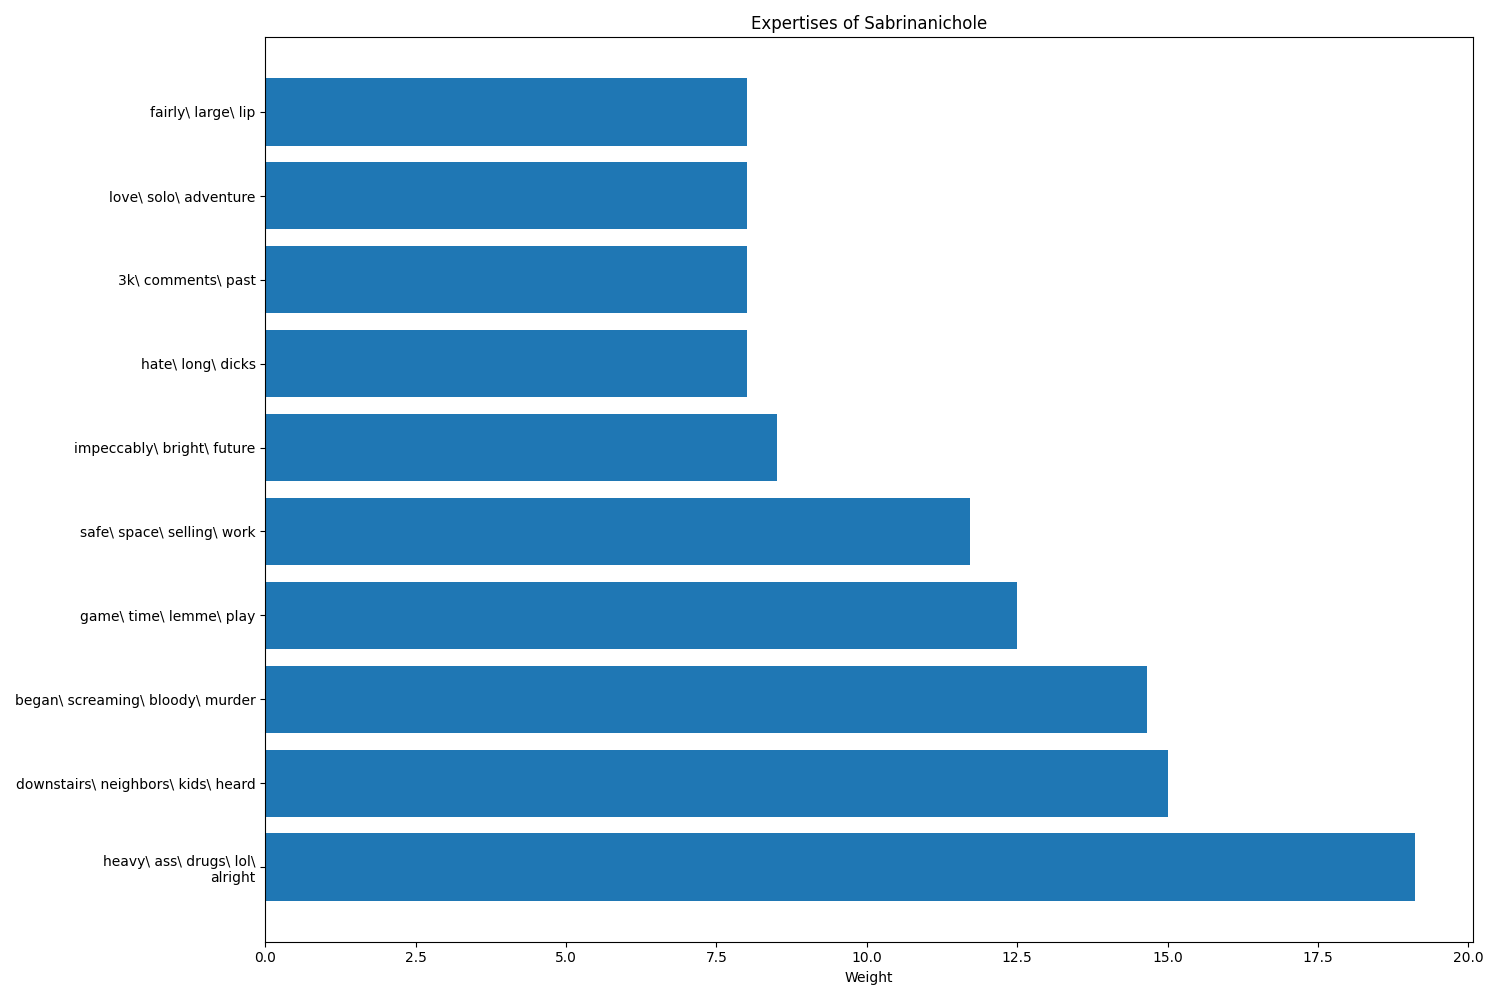 Expertises of Sabrinanichole
fairly\ large\ lip
love\ solo\ adventure
3k\ comments\ past
hate\ long\ dicks
impeccably\ bright\ future
safe\ space\ selling\ work
game\ time\ lemme\ play
began\ screaming\ bloody\ murder
downstairs\ neighbors\ kids\ heard
heavy\ ass\ drugs\ lol\
alright
0.0 2.5 5.0 7.5 10.0 12.5 15.0 17.5 20.0
Weight